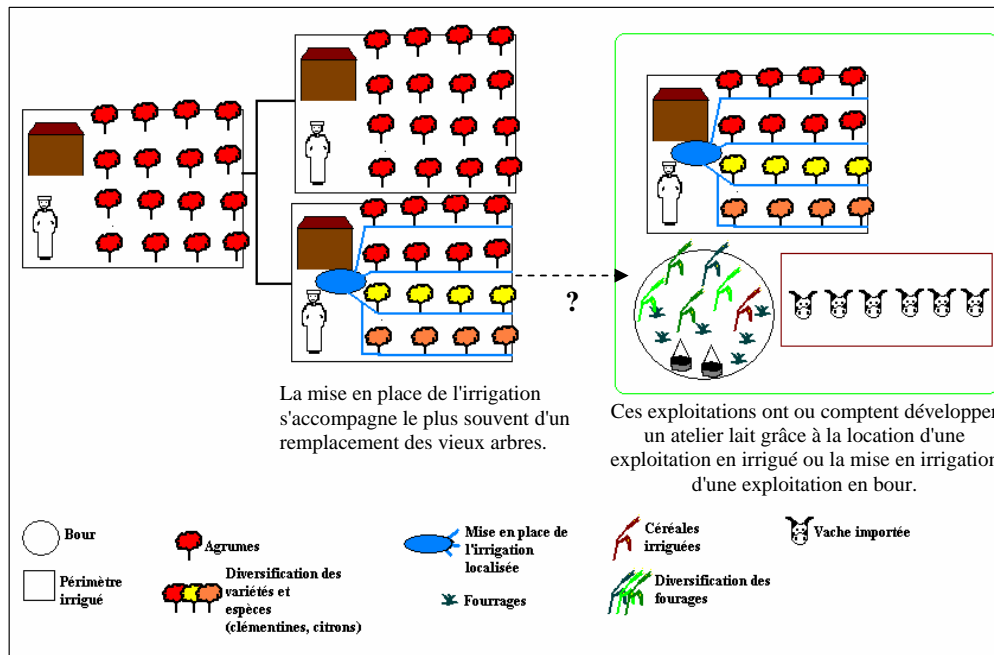 ?
La mise en place de l'irrigation
s'accompagne le plus souvent d'un
remplacement des vieux arbres.
Ces exploitations ont ou comptent développer
un atelier lait grâce à la location d'une
exploitation en irrigué ou la mise en irrigation
d'une exploitation en bour.
Bour
Périmètre
irrigué
Agrumes
Diversification des
variétés et
espèces
(clémentines, citrons)
Mise en place de
l'irrigation
localisée
Fourrages
Céréales
irriguées
Diversification des
fourages
Vache importée